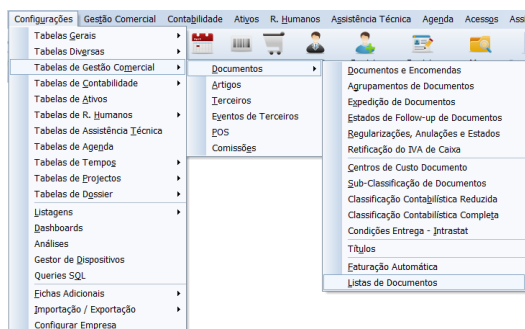 Configurações Gestão Comercial Contabilidade Ativos R. Humanos Assistência Técnica Agenda Acessos Ass
Tabelas Gerais
Tabelas Diversas
Tabelas de Gestão Comercial
Tabelas de Contabilidade
Tabelas de Ativos
Tabelas de R. Humanos
Tabelas de Assistência Técnica
Tabelas de Agenda
Tabelas de Tempos
Tabelas de Projectos
Tabelas de Dossier
Listagens
Dashboards
Análises
Gestor de Dispositivos
Queries SQL
Fichas Adicionais
Importação / Exportação
Configurar Empresa
Documentos
Artigos
Terceiros
Eventos de Terceiros
POS
Comissões
Documentos e Encomendas
Agrupamentos de Documentos
Expedição de Documentos
Estados de Follow-up de Documentos
Regularizações, Anulações e Estados
Retificação do IVA de Caixa
Centros de Custo Documento
Sub-Classificação de Documentos
Classificação Contabilística Reduzida
Classificação Contabilística Completa
Condições Entrega - Intrastat
Títulos
Faturação Automática
Listas de Documentos